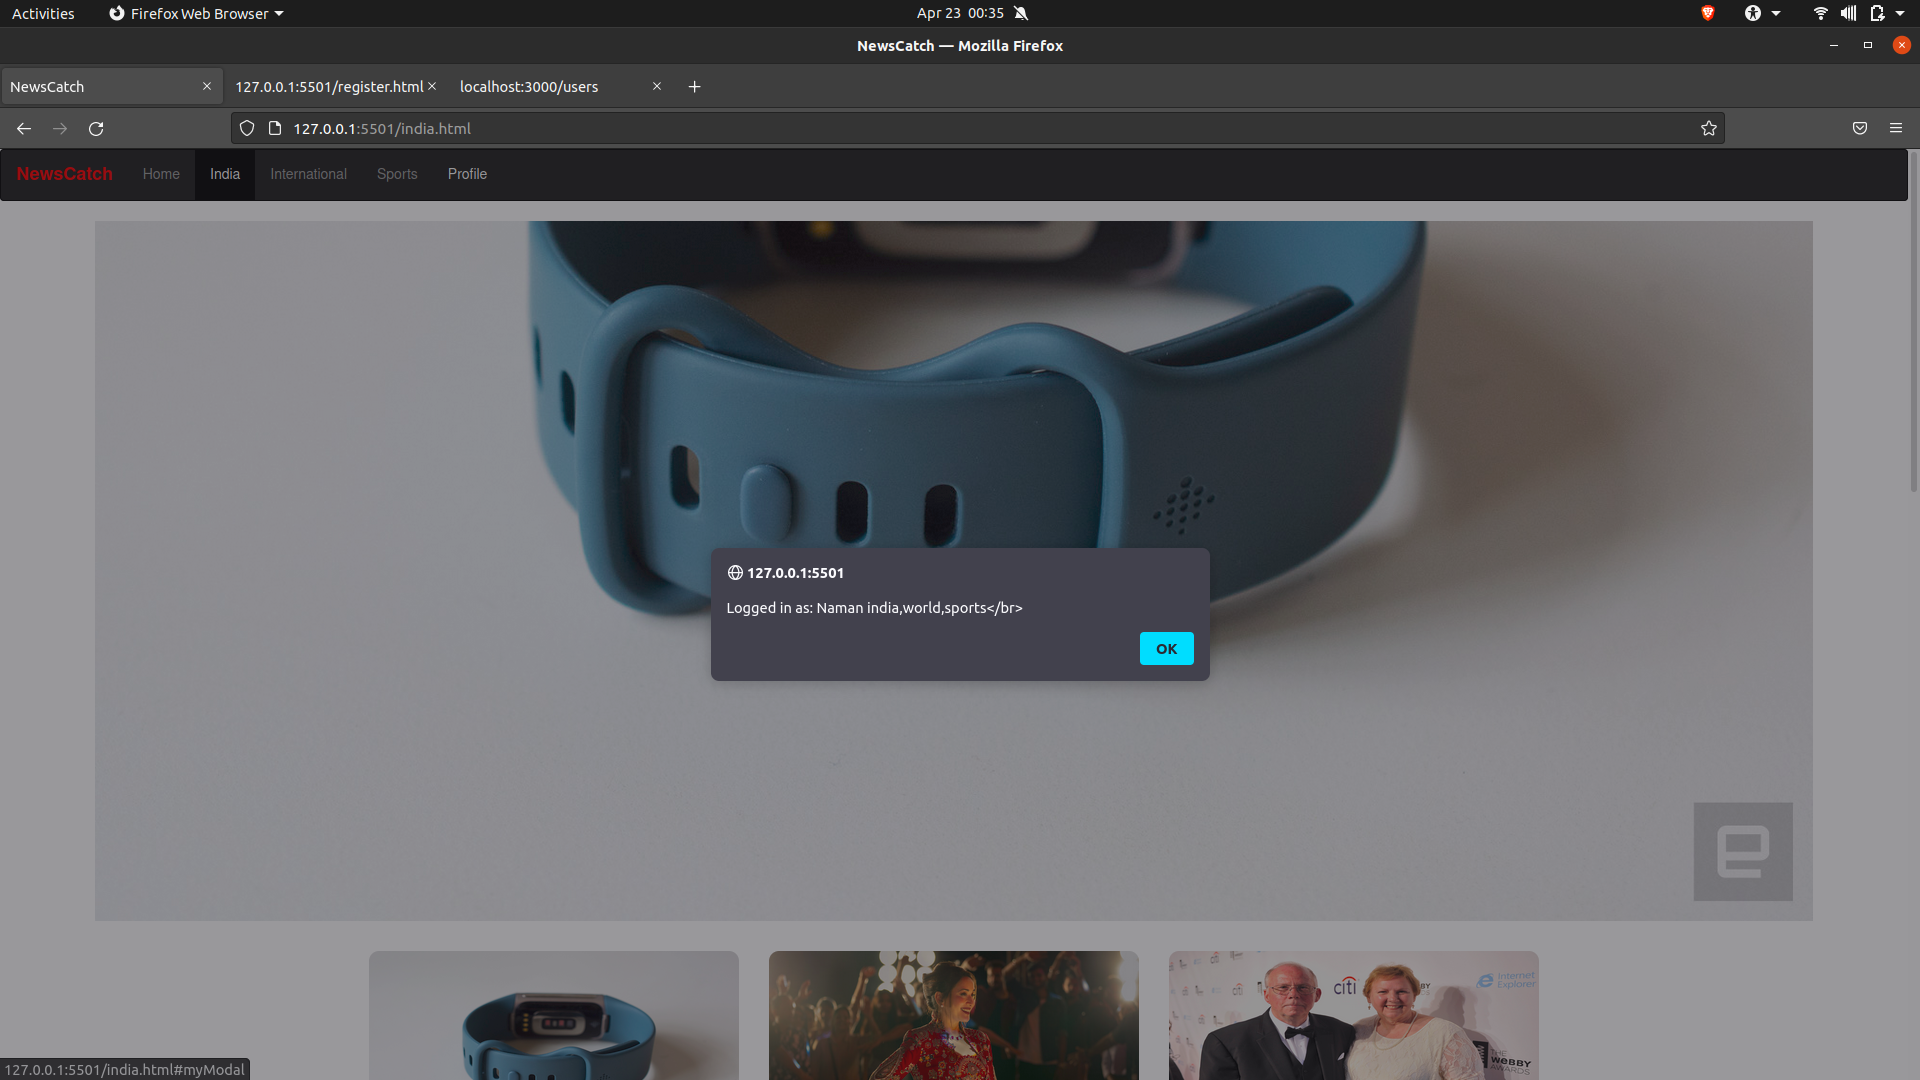 Activities
Firefox Web Browser
Apr 23 00:35
NewsCatch — Mozilla Firefox
NewsCatch
127.0.0.1:5501/register.html
localhost:3000/users
127.0.0.1:5501/india.html
NewsCatch
Home
India
International
Sports
Profile
127.0.0.1:5501
Logged in as: Naman india,world,sports</br>
OK
e
citi
Internet
Explorer
THE
WEBBY
AWARDS
127.0.0.1:5501/india.html#myModal